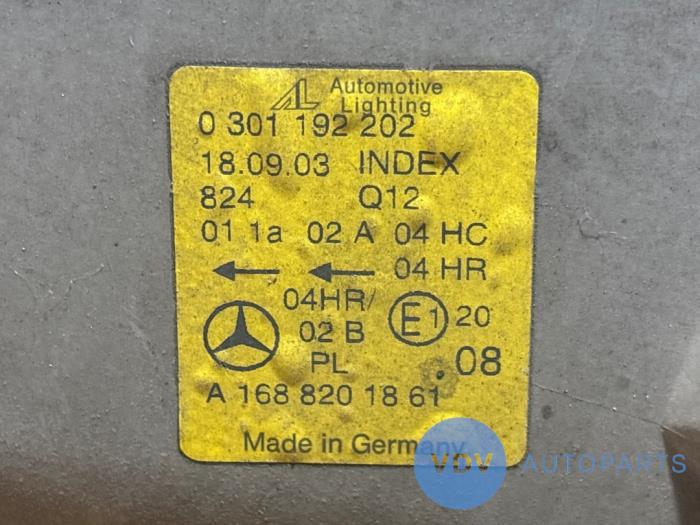 AL Automotive Lighting
0 301 192 202
18.09.03 INDEX
824 Q12
01 1a 02 A 04 HC
04 HR
04HR/
02 B E1 20
PL .08
A 168 820 18 61
Made in Germany
VDV AUTOPARTS